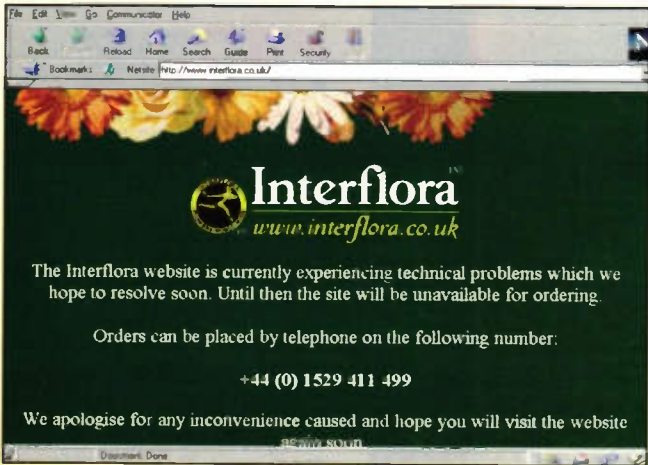 File Edit View Go Communicator Help
Back Reload Home Search Guide Print Security
Bookmarks Netsite http://www.interflora.co.uk/
Interflora
www.interflora.co.uk
The Interflora website is currently experiencing technical problems which we
hope to resolve soon. Until then the site will be unavailable for ordering.
Orders can be placed by telephone on the following number:
+44 (0) 1529 411 499
We apologise for any inconvenience caused and hope you will visit the website
again soon
Document: Done